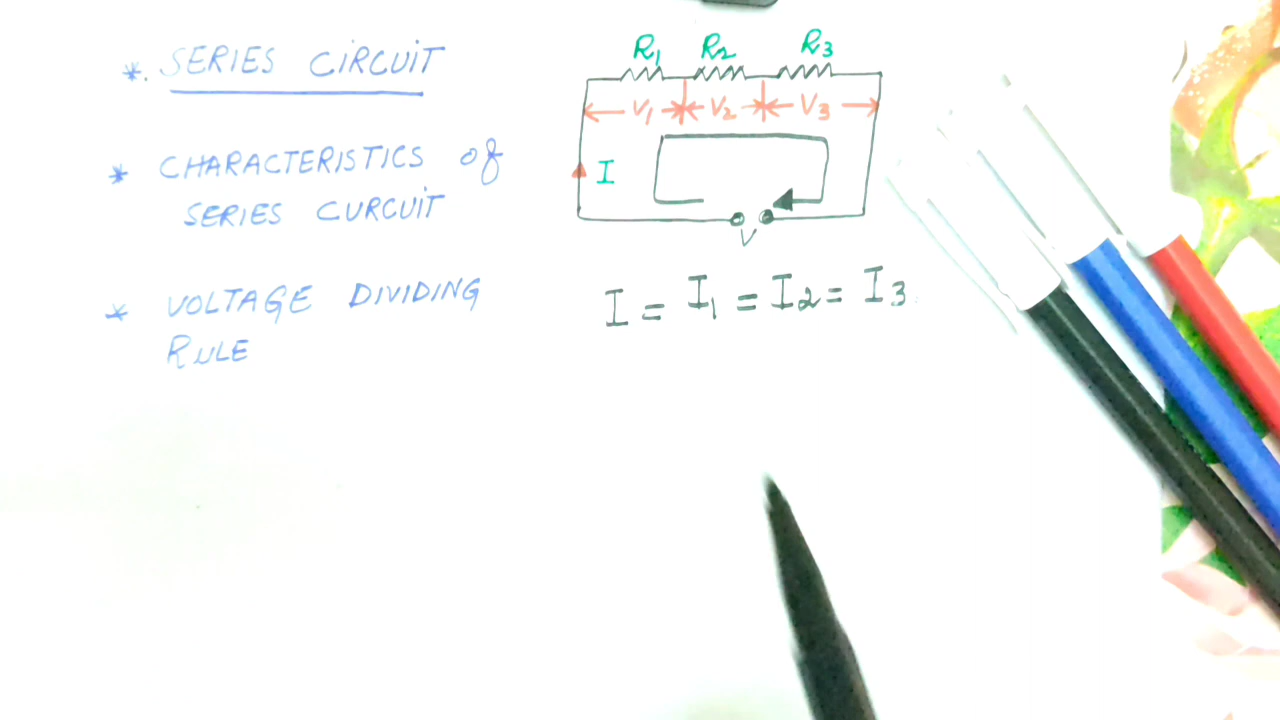 *. SERIES CIRCUIT
* CHARACTERISTICS of
SERIES CURCUIT
* VOLTAGE DIVIDING
RULE
R1 R2 R3
V1 V2 V3
I
V
I = I1 = I2 = I3